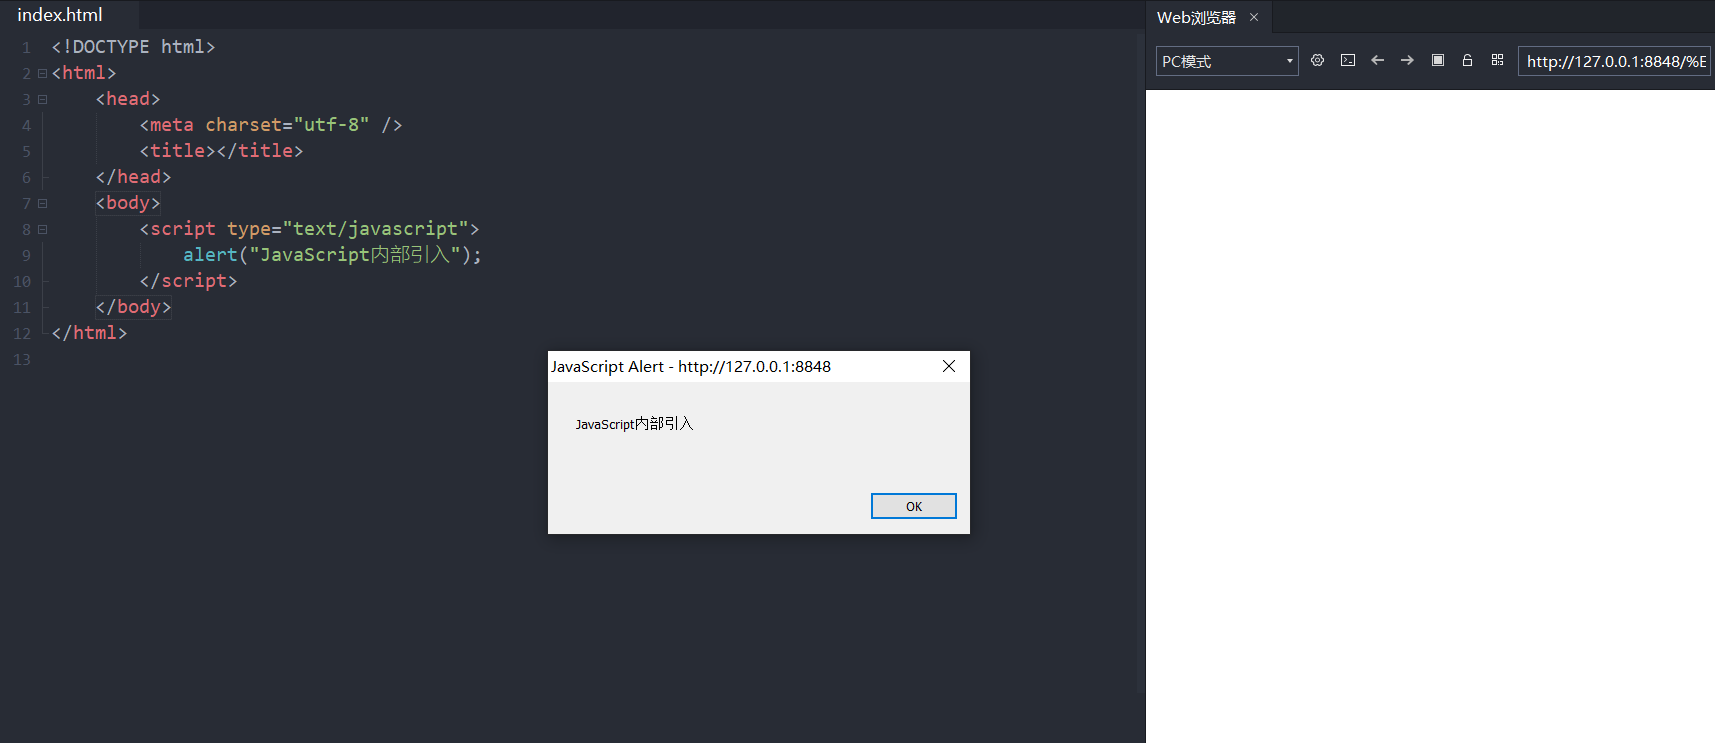 index.html
1 <!DOCTYPE html>
2 <html>
3 <head>
4 <meta charset="utf-8" />
5 <title></title>
6 </head>
7 <body>
8 <script type="text/javascript">
9 alert("JavaScript内部引入");
10 </script>
11 </body>
12 </html>
13
JavaScript Alert - http://127.0.0.1:8848
JavaScript内部引入
OK
Web浏览器
PC模式
http://127.0.0.1:8848/%E